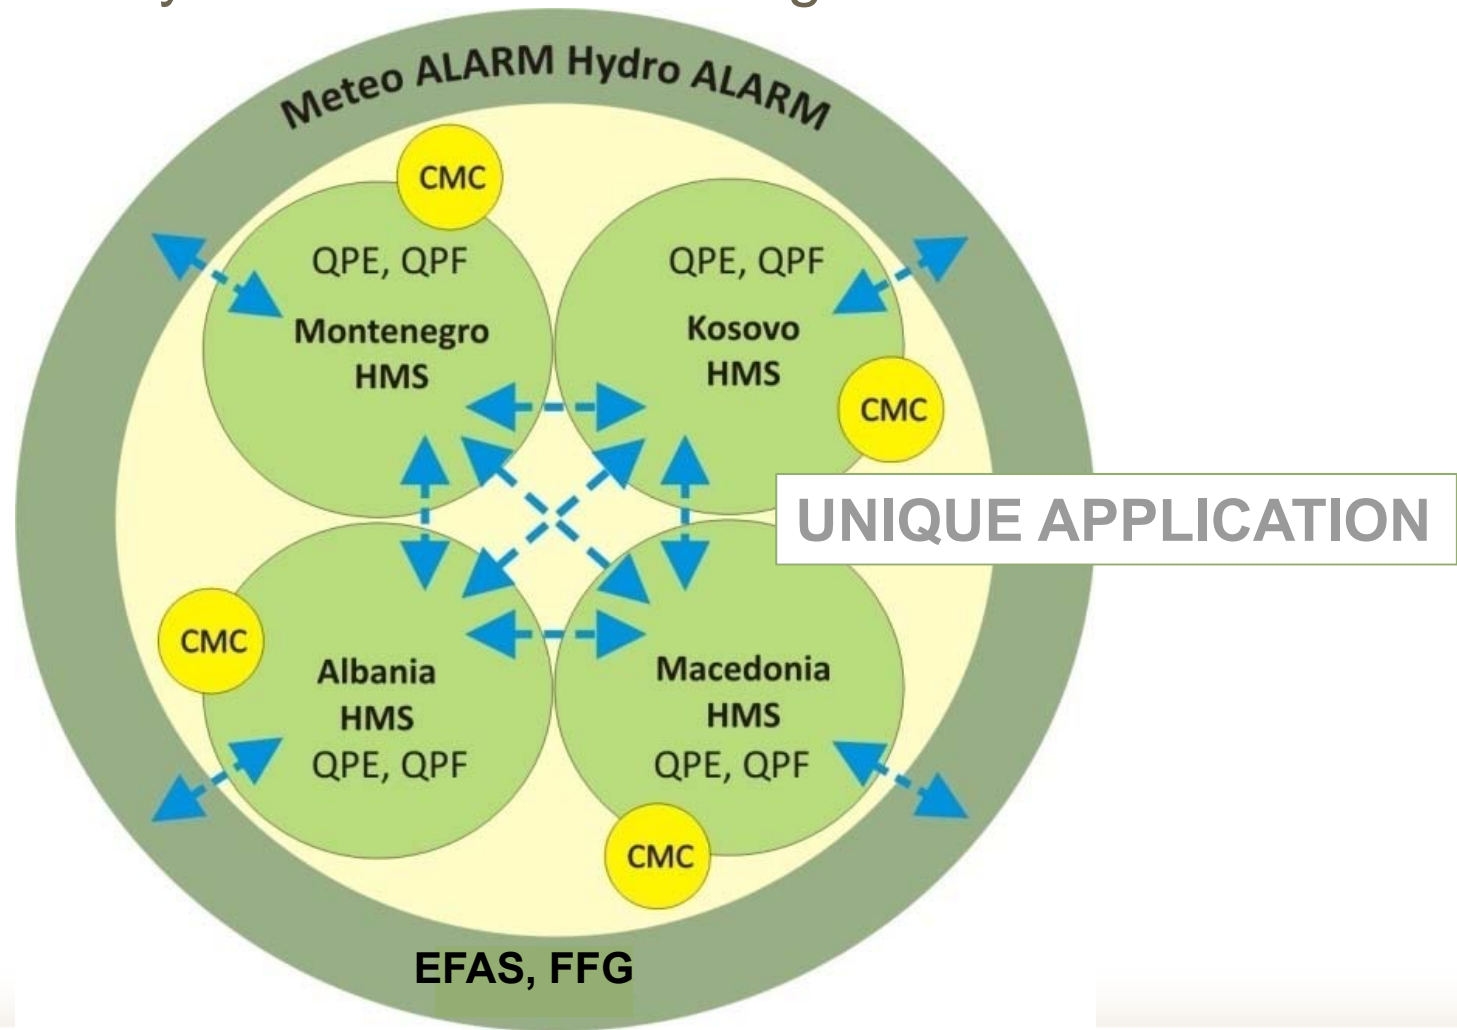 Meteo ALARM Hydro ALARM
CMC
QPE, QPF
Montenegro
HMS
QPE, QPF
Kosovo
HMS
CMC
UNIQUE APPLICATION
CMC
Albania
HMS
QPE, QPF
Macedonia
HMS
QPE, QPF
CMC
EFAS, FFG